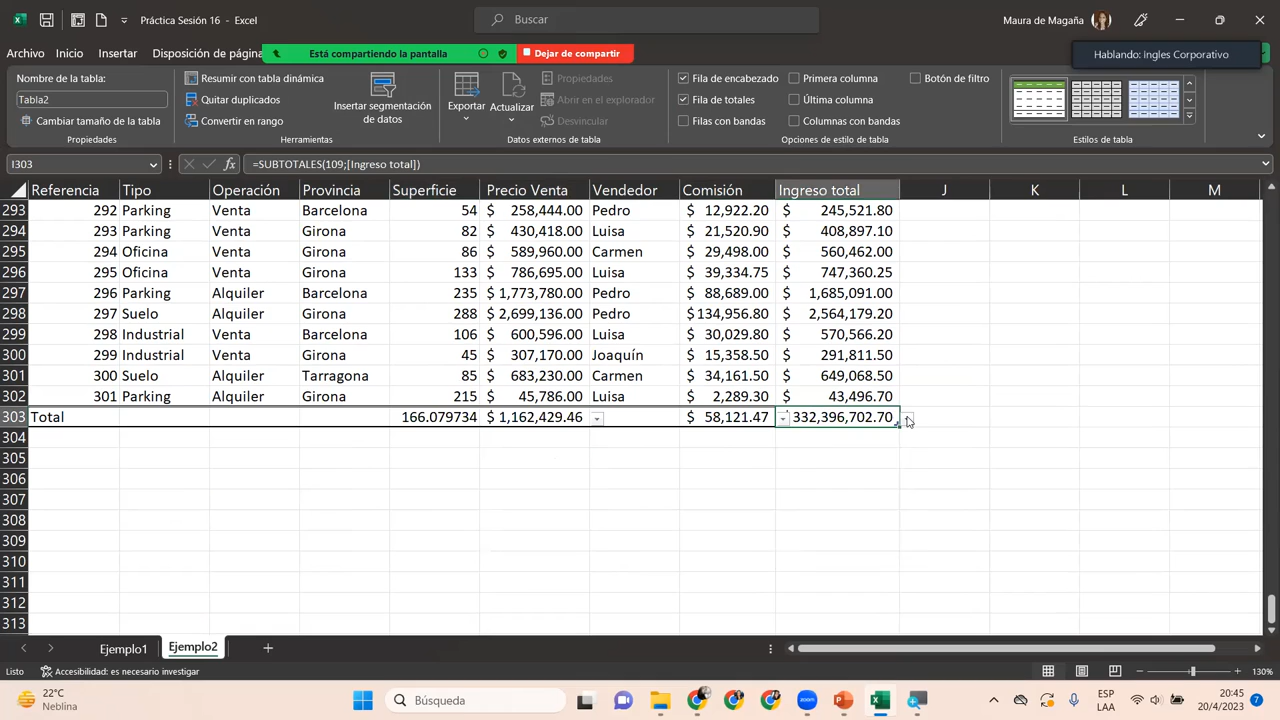 Práctica Sesión 16 - Excel
Buscar
Maura de Magaña
Archivo Inicio Insertar Disposición de página
Está compartiendo la pantalla
Dejar de compartir
Hablando: Ingles Corporativo
Nombre de la tabla:
Tabla2
Cambiar tamaño de la tabla
Propiedades
Resumir con tabla dinámica
Quitar duplicados
Convertir en rango
Insertar segmentación de datos
Herramientas
Exportar
Actualizar
Propiedades
Abrir en el explorador
Desvincular
Datos externos de tabla
Fila de encabezado
Fila de totales
Filas con bandas
Primera columna
Última columna
Columnas con bandas
Botón de filtro
Opciones de estilo de tabla
Estilos de tabla
I303 fx =SUBTOTALES(109;[Ingreso total])
Referencia Tipo Operación Provincia Superficie Precio Venta Vendedor Comisión Ingreso total J K L M
293 292 Parking Venta Barcelona 54 $ 258,444.00 Pedro $ 12,922.20 $ 245,521.80
294 293 Parking Venta Girona 82 $ 430,418.00 Luisa $ 21,520.90 $ 408,897.10
295 294 Oficina Venta Girona 86 $ 589,960.00 Carmen $ 29,498.00 $ 560,462.00
296 295 Oficina Venta Girona 133 $ 786,695.00 Luisa $ 39,334.75 $ 747,360.25
297 296 Parking Alquiler Barcelona 235 $ 1,773,780.00 Pedro $ 88,689.00 $ 1,685,091.00
298 297 Suelo Alquiler Girona 288 $ 2,699,136.00 Pedro $ 134,956.80 $ 2,564,179.20
299 298 Industrial Venta Barcelona 106 $ 600,596.00 Luisa $ 30,029.80 $ 570,566.20
300 299 Industrial Venta Girona 45 $ 307,170.00 Joaquín $ 15,358.50 $ 291,811.50
301 300 Suelo Alquiler Tarragona 85 $ 683,230.00 Carmen $ 34,161.50 $ 649,068.50
302 301 Parking Alquiler Girona 215 $ 45,786.00 Luisa $ 2,289.30 $ 43,496.70
303 Total 166.079734 $ 1,162,429.46 $ 58,121.47 332,396,702.70
304
305
306
307
308
309
310
311
312
313
Ejemplo1 Ejemplo2
Listo Accesibilidad: es necesario investigar 130%
22°C
Neblina
Búsqueda
ESP
LAA
20:45
20/4/2023
7